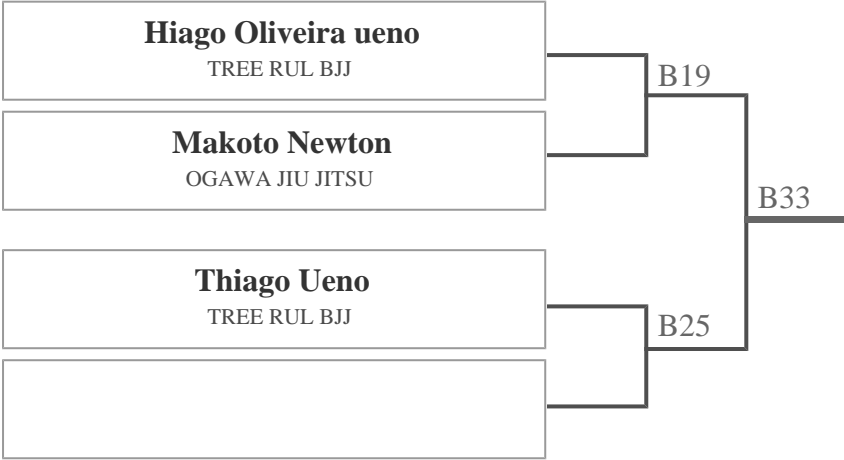 Hiago Oliveira ueno
TREE RUL BJJ
B19
Makoto Newton
OGAWA JIU JITSU
B33
Thiago Ueno
TREE RUL BJJ
B25